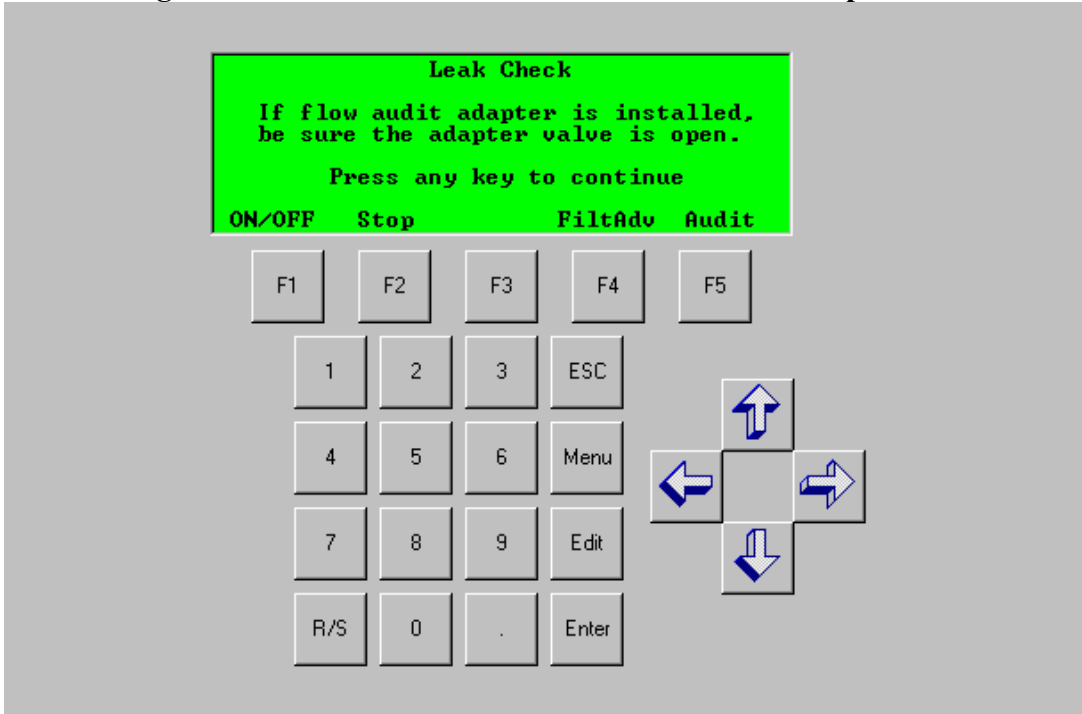 Leak Check
If flow audit adapter is installed,
be sure the adapter valve is open.
Press any key to continue
ON/OFF Stop FiltAdv Audit
F1 F2 F3 F4 F5
1 2 3 ESC
4 5 6 Menu
7 8 9 Edit
R/S 0 . Enter